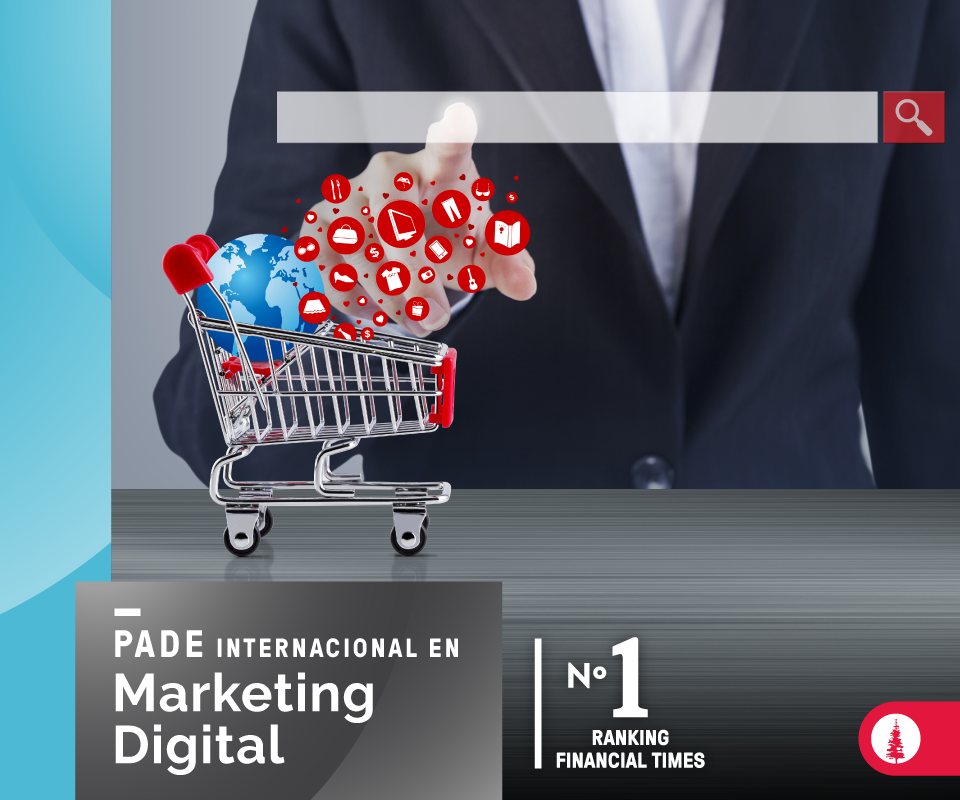 PADE INTERNACIONAL EN
Marketing
Digital
Nº1
RANKING
FINANCIAL TIMES